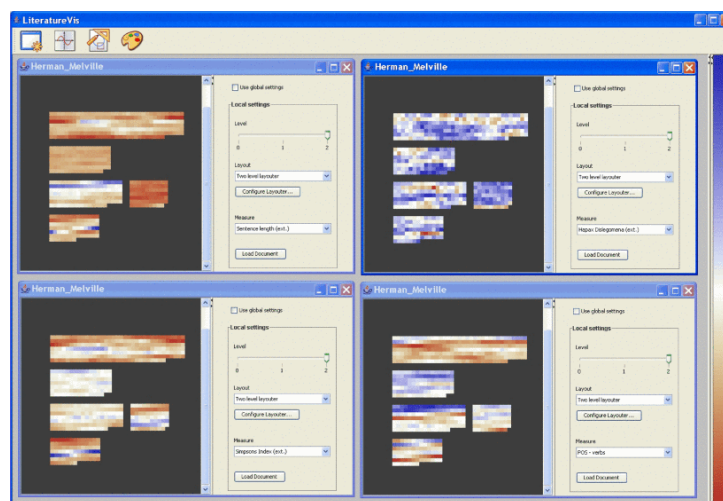 LiteratureVis
Herman_Melville
Use global settings
Local settings
Level
0 1 2
Layout
Two level layouter
Configure Layouter...
Measure
Sentence length (ext.)
Load Document
Herman_Melville
Use global settings
Local settings
Level
0 1 2
Layout
Two level layouter
Configure Layouter...
Measure
Hapax Dislegomena (ext.)
Load Document
Herman_Melville
Use global settings
Local settings
Level
0 1 2
Layout
Two level layouter
Configure Layouter...
Measure
Simpsons Index (ext.)
Load Document
Herman_Melville
Use global settings
Local settings
Level
0 1 2
Layout
Two level layouter
Configure Layouter...
Measure
POS - verbs
Load Document